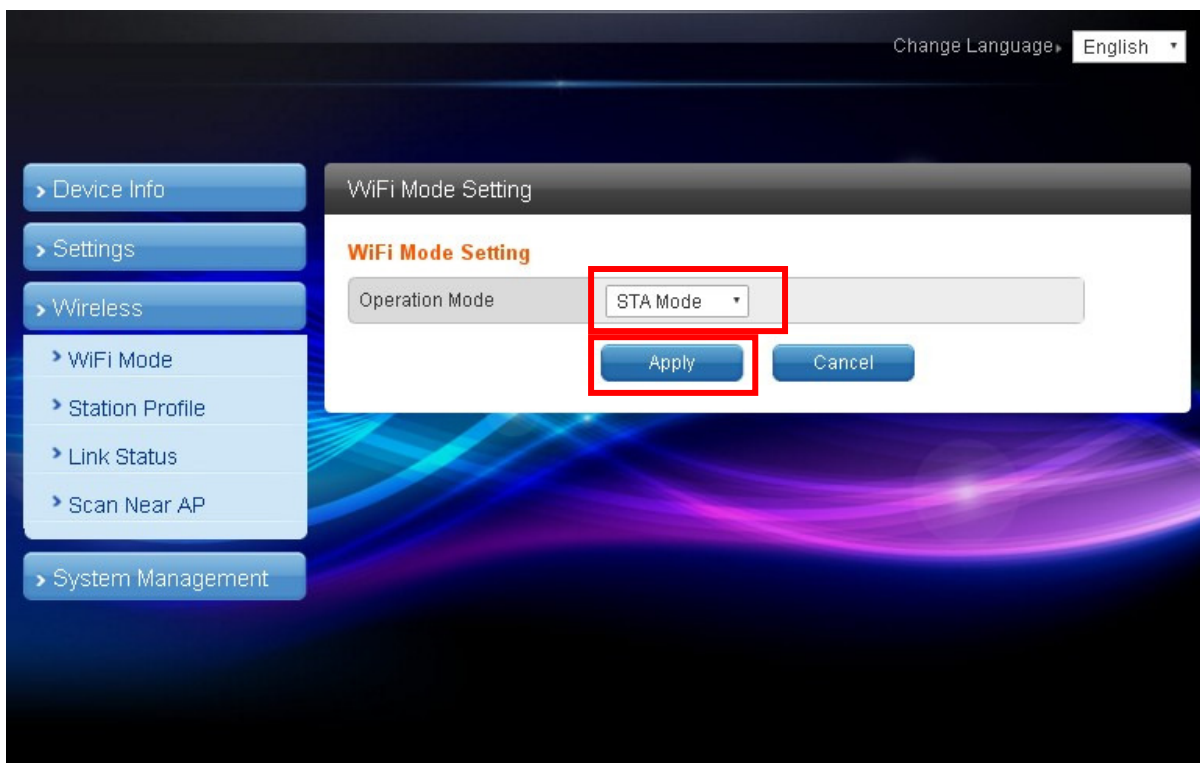 Change Language
English
Device Info
Settings
Wireless
WiFi Mode
Station Profile
Link Status
Scan Near AP
System Management
WiFi Mode Setting
WiFi Mode Setting
Operation Mode STA Mode
Apply Cancel